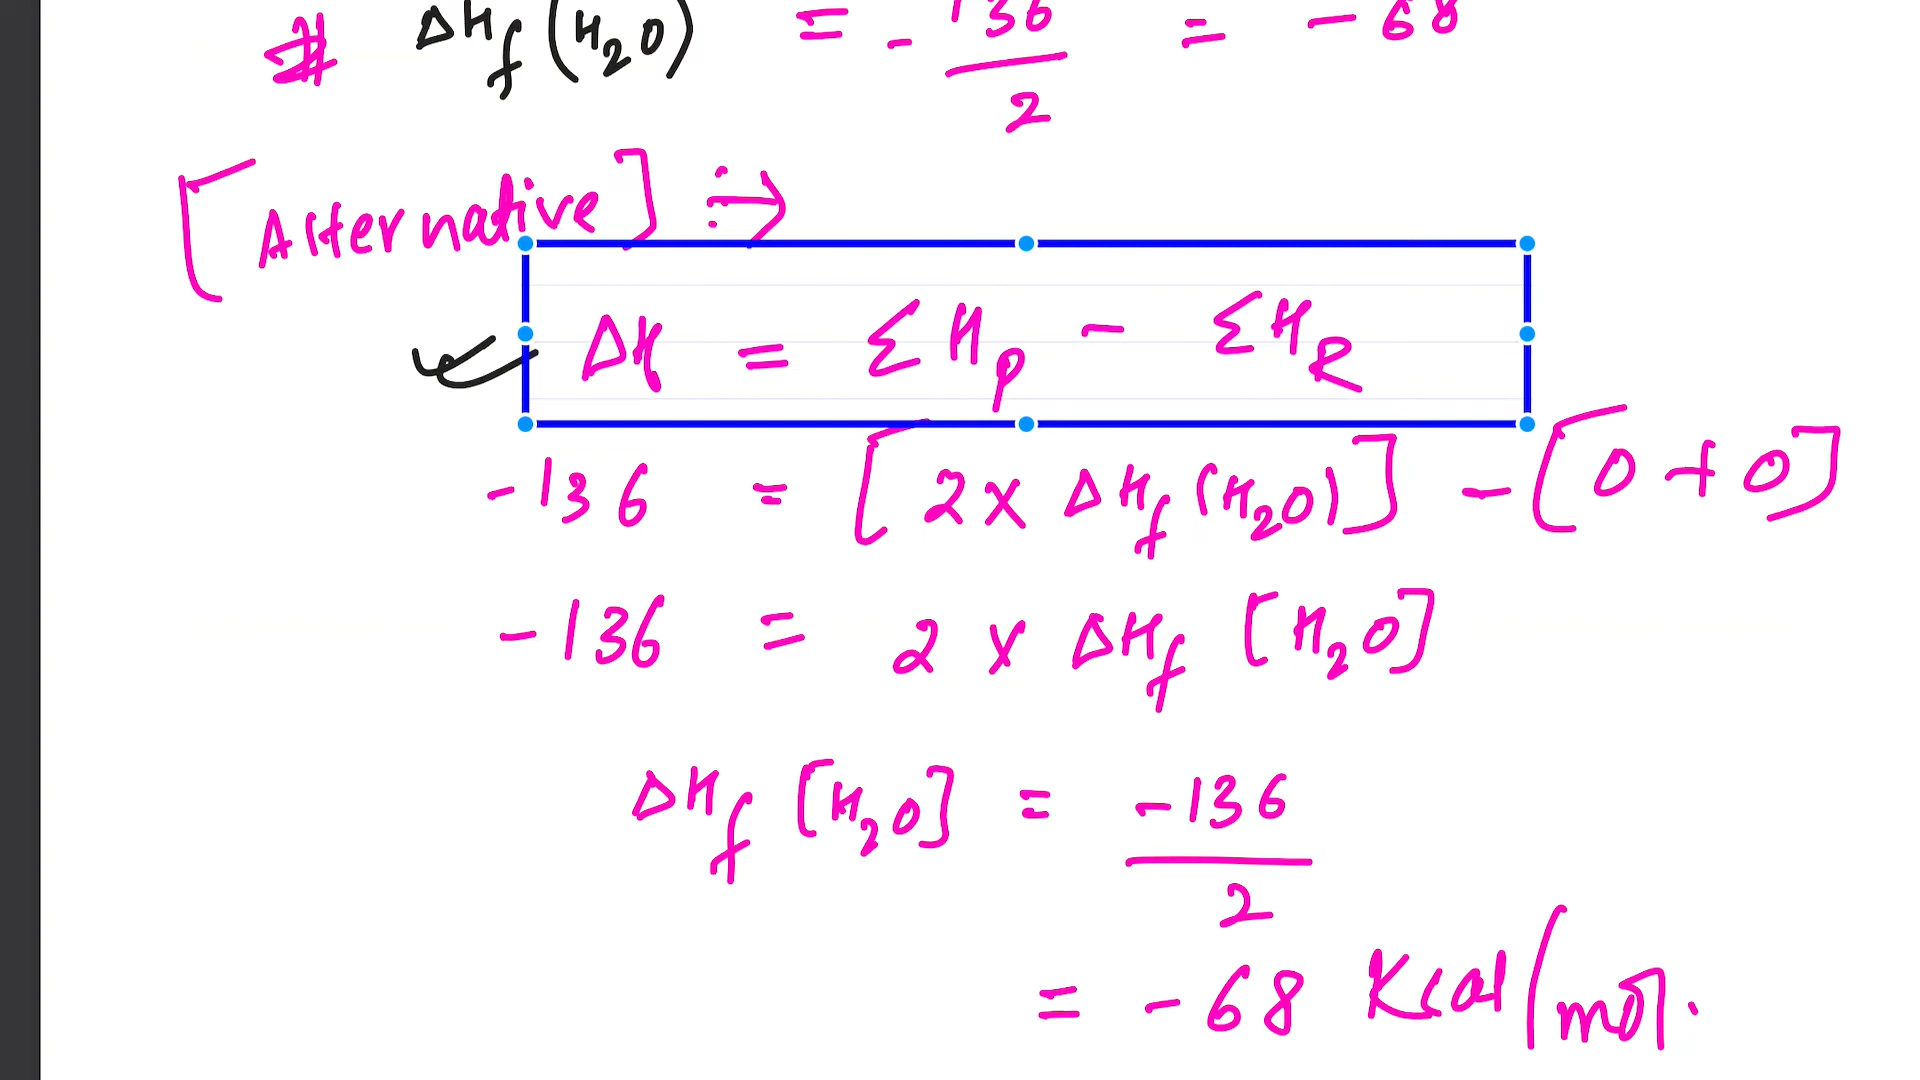 # ΔHf (H2O) = -136/2 = -68
[Alternative] :→
ΔH = ΣHP - ΣHR
-136 = [2 x ΔHf (H2O)] - [0 + 0]
-136 = 2 x ΔHf [H2O]
ΔHf [H2O] = -136/2
= -68 Kcal/mol.